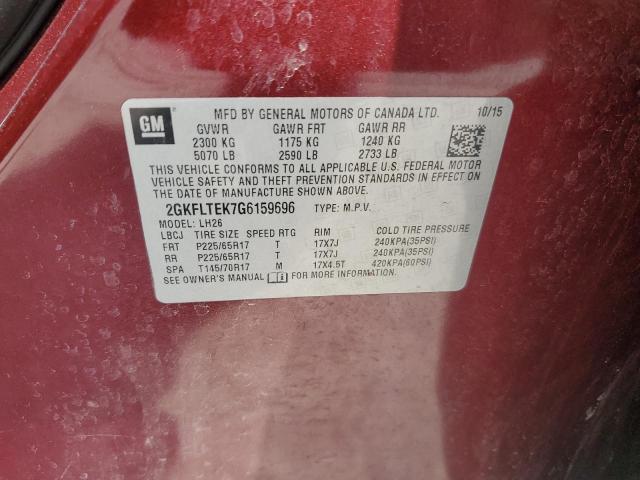 GM
MFD BY GENERAL MOTORS OF CANADA LTD. 10/15
GVWR GAWR FRT GAWR RR
2300 KG 1175 KG 1240 KG
5070 LB 2590 LB 2733 LB
THIS VEHICLE CONFORMS TO ALL APPLICABLE U.S. FEDERAL MOTOR
VEHICLE SAFETY AND THEFT PREVENTION STANDARDS IN EFFECT ON
THE DATE OF MANUFACTURE SHOWN ABOVE.
2GKFLTEK7G6159696 TYPE: M.P.V.
MODEL: LH26
LBCJ TIRE SIZE SPEED RTG RIM COLD TIRE PRESSURE
FRT P225/65R17 T 17X7J 240KPA(35PSI)
RR P225/65R17 T 17X7J 240KPA(35PSI)
SPA T145/70R17 M 17X4.5T 420KPA(60PSI)
SEE OWNER'S MANUAL FOR MORE INFORMATION.